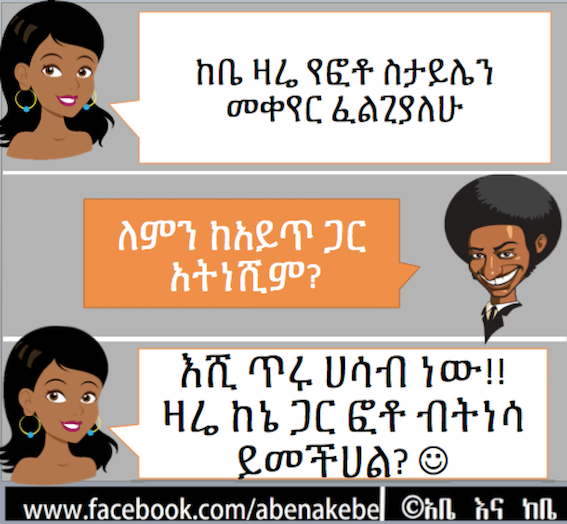 ከቤ ዛሬ የፎቶ ስታይሌን
መቀየር ፈልጊያለሁ
ለምን ከአይጥ ጋር
አትነሺም?
እሺ ጥሩ ሀሳብ ነው!!
ዛሬ ከኔ ጋር ፎቶ ብትነሳ
ይመችሀል? ☺
www.facebook.com/abenakebe ©አቤ እና ከቤ